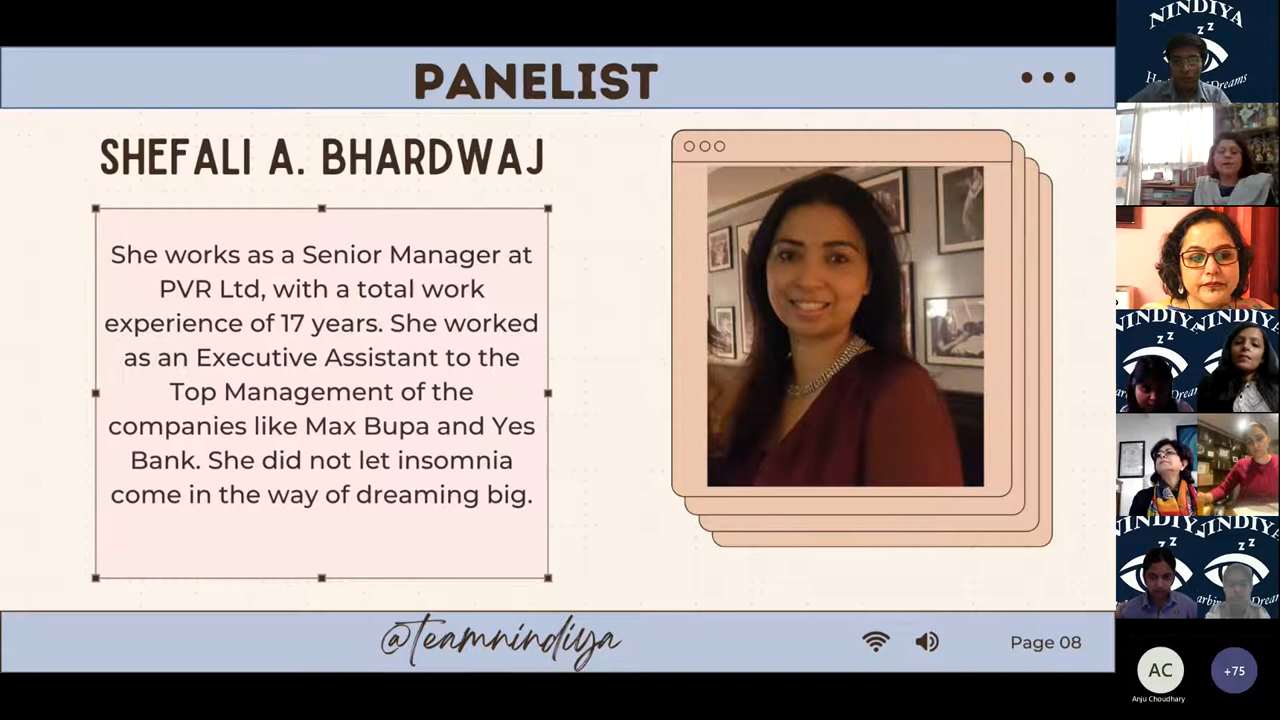 PANELIST
SHEFALI A. BHARDWAJ
She works as a Senior Manager at
PVR Ltd, with a total work
experience of 17 years. She worked
as an Executive Assistant to the
Top Management of the
companies like Max Bupa and Yes
Bank. She did not let insomnia
come in the way of dreaming big.
@teamnindiya
Page 08
NINDIYA
z z
Dreams
z z
z z
z z
AC
+75
Anju Choudhary